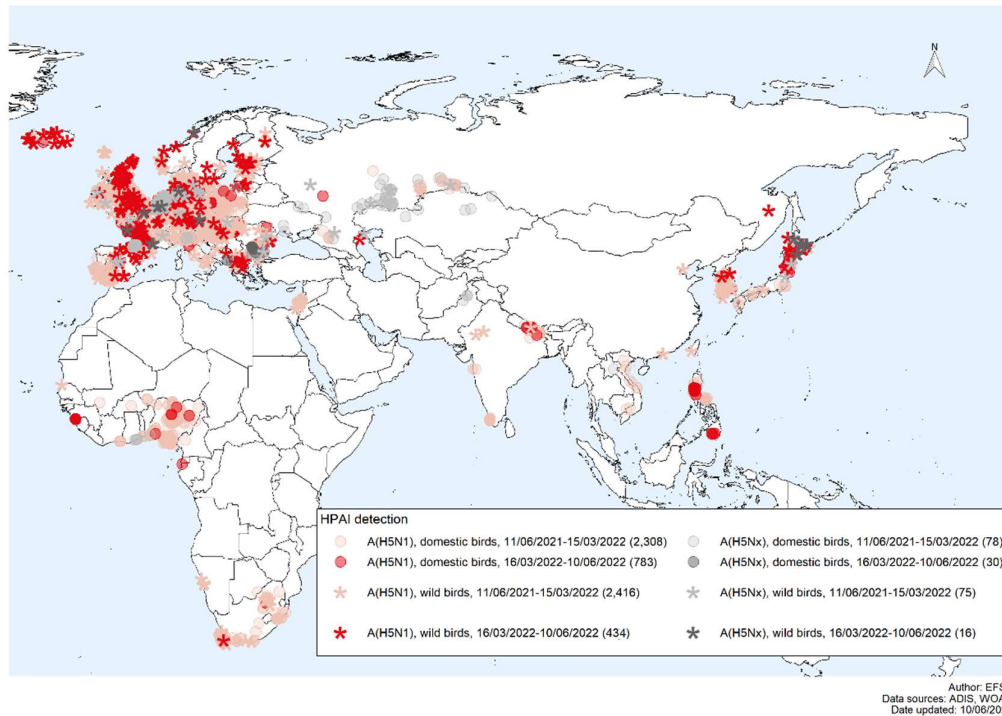 N
HPAI detection
A(H5N1), domestic birds, 11/06/2021-15/03/2022 (2,308)
A(H5N1), domestic birds, 16/03/2022-10/06/2022 (783)
A(H5N1), wild birds, 11/06/2021-15/03/2022 (2,416)
A(H5N1), wild birds, 16/03/2022-10/06/2022 (434)
A(H5Nx), domestic birds, 11/06/2021-15/03/2022 (78)
A(H5Nx), domestic birds, 16/03/2022-10/06/2022 (30)
A(H5Nx), wild birds, 11/06/2021-15/03/2022 (75)
A(H5Nx), wild birds, 16/03/2022-10/06/2022 (16)
Author:
Data sources: ADIS,
Date updated: